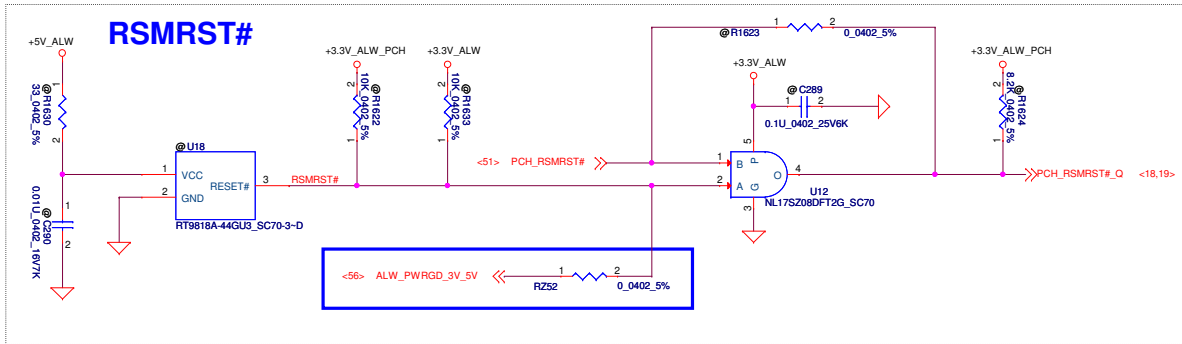 RSMRST#
+5V_ALW
@R1630
33_0402_5%
1
2
0.01U_0402_16V7K
@C290
1
2
@U18
1
VCC
2
GND
RESET#
3
RT9818A-44GU3_SC70-3~D
RSMRST#
+3.3V_ALW_PCH
10K_0402_5%
@R1622
2
1
+3.3V_ALW
10K_0402_5%
@R1633
2
1
<51> PCH_RSMRST#
<56> ALW_PWRGD_3V_5V
1
2
RZ52
0_0402_5%
@R1623
1
2
0_0402_5%
+3.3V_ALW
@C289
1
2
0.1U_0402_25V6K
5
1
B
P
2
A
G
O
4
3
U12
NL17SZ08DFT2G_SC70
+3.3V_ALW_PCH
8.2K_0402_5%
@R1624
2
1
PCH_RSMRST#_Q <18,19>